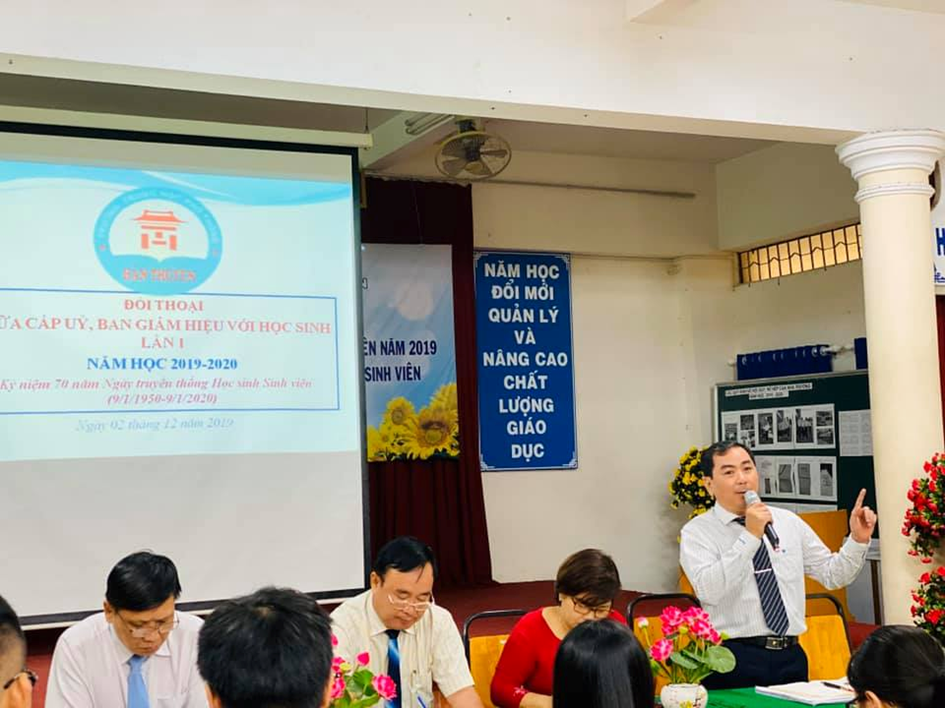 HÀN THUYÊN
ĐỐI THOẠI
ỮA CẤP UỶ, BAN GIÁM HIỆU VỚI HỌC SINH
LẦN 1
NĂM HỌC 2019-2020
Kỷ niệm 70 năm Ngày truyền thống Học sinh Sinh viên
(9/1/1950-9/1/2020)
Ngày 02 tháng 12 năm 2019
ÊN NĂM 2019
SINH VIÊN
NĂM HỌC
ĐỔI MỚI
QUẢN LÝ
VÀ
NÂNG CAO
CHẤT
LƯỢNG
GIÁO
DỤC
H